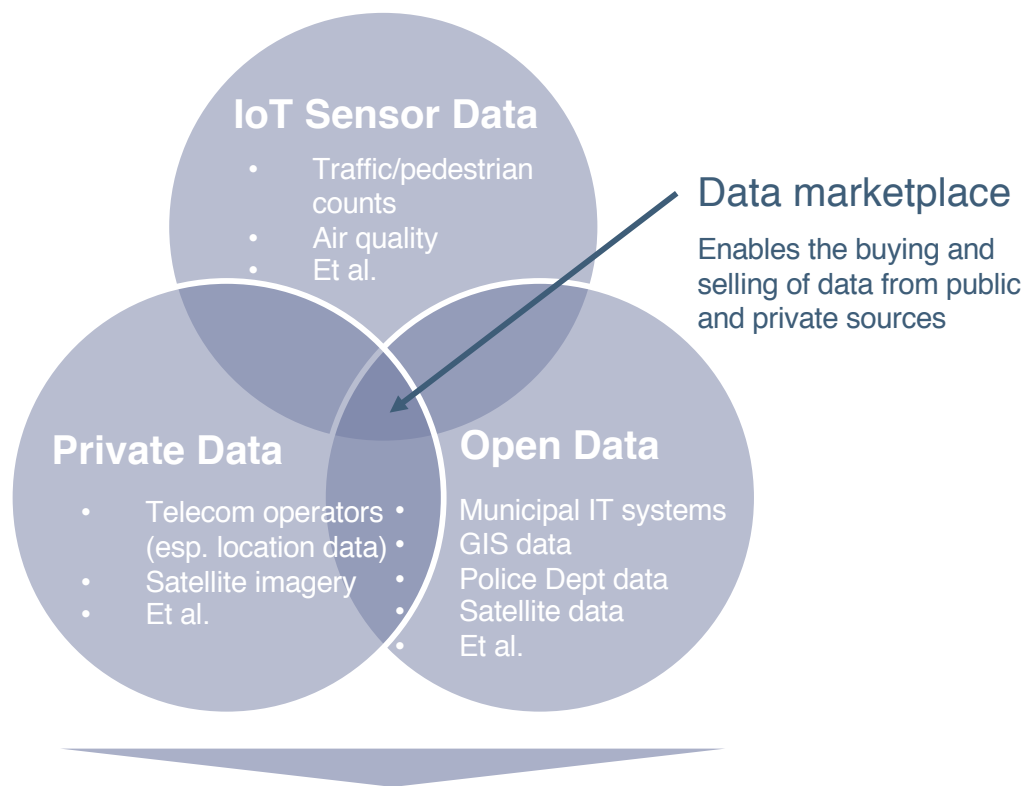 IoT Sensor Data
• Traffic/pedestrian
counts
• Air quality
• Et al.
Data marketplace
Enables the buying and
selling of data from public
and private sources
Private Data
• Telecom operators
(esp. location data)
• Satellite imagery
• Et al.
Open Data
• Municipal IT systems
• GIS data
• Police Dept data
• Satellite data
• Et al.